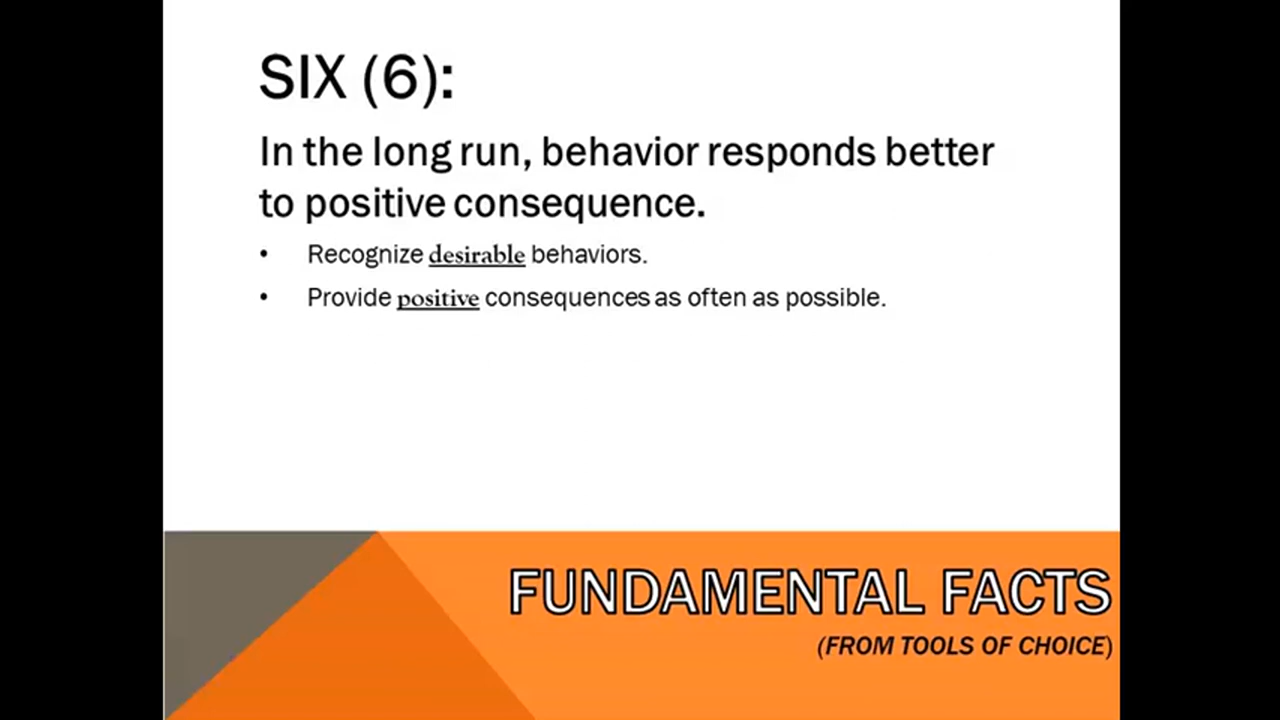 SIX (6):
In the long run, behavior responds better
to positive consequence.
• Recognize desirable behaviors.
• Provide positive consequences as often as possible.
FUNDAMENTAL FACTS
(FROM TOOLS OF CHOICE)